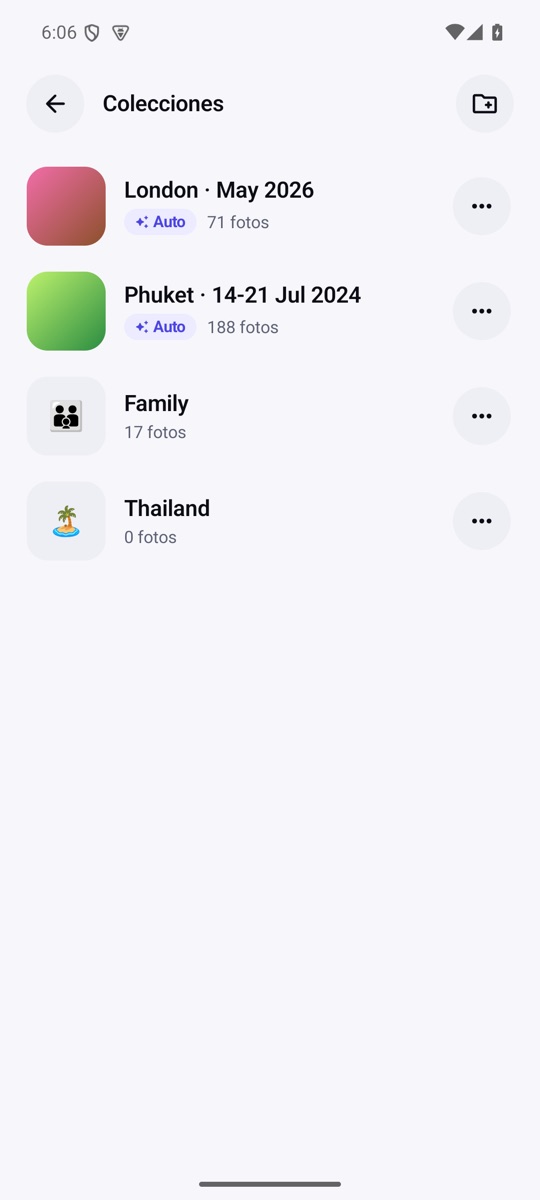 6:06
Colecciones
London · May 2026
Auto 71 fotos
Phuket · 14-21 Jul 2024
Auto 188 fotos
Family
17 fotos
Thailand
0 fotos